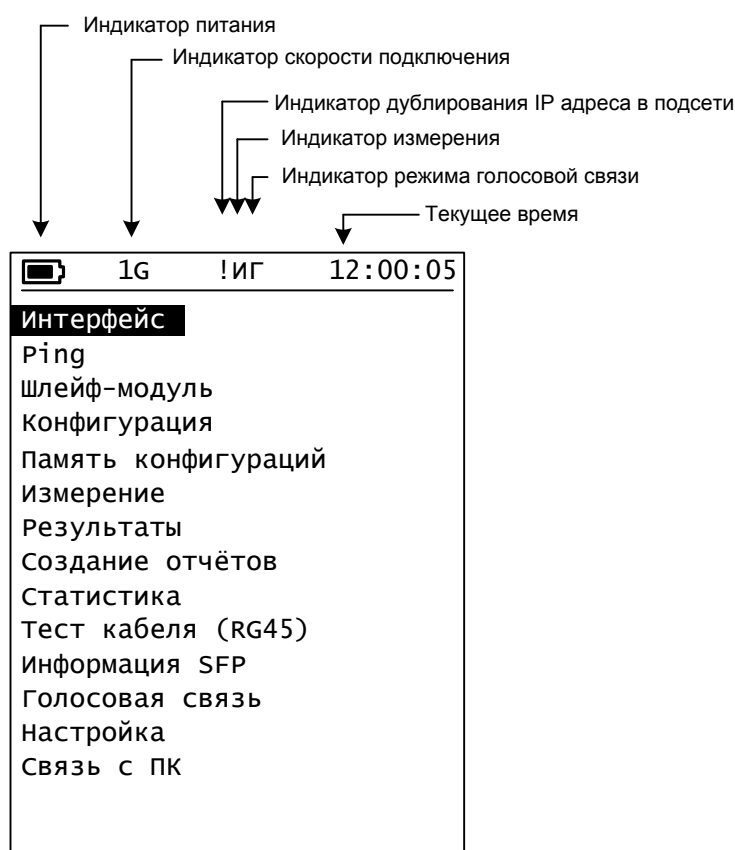 Индикатор питания
Индикатор скорости подключения
Индикатор дублирования IP адреса в подсети
Индикатор измерения
Индикатор режима голосовой связи
Текущее время
1G !ИГ 12:00:05
Интерфейс
Ping
Шлейф-модуль
Конфигурация
Память конфигураций
Измерение
Результаты
Создание отчётов
Статистика
Тест кабеля (RG45)
Информация SFP
Голосовая связь
Настройка
Связь с ПК